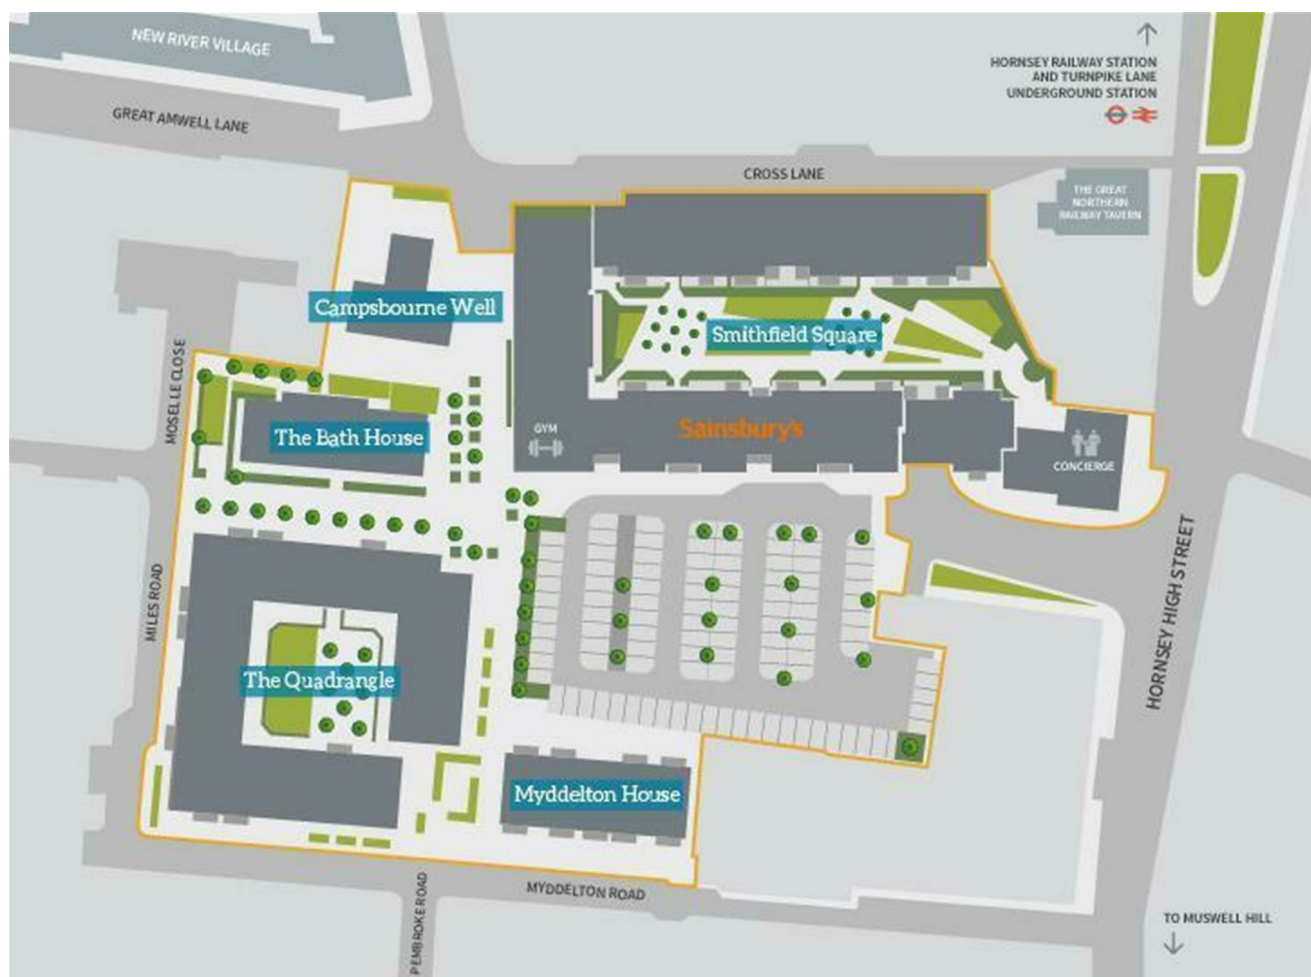 NEW RIVER VILLAGE
HORNSEY RAILWAY STATION
AND TURNPIKE LANE
UNDERGROUND STATION
GREAT AMWELL LANE
CROSS LANE
THE GREAT
NORTHERN
RAILWAY TAVERN
Campsbourne Well
Smithfield Square
MOSELLE CLOSE
The Bath House
GYM
Sainsbury's
CONCIERGE
HORNSEY HIGH STREET
MILES ROAD
The Quadrangle
Myddelton House
MYDDELTON ROAD
PEMBROKE ROAD
TO MUSWELL HILL